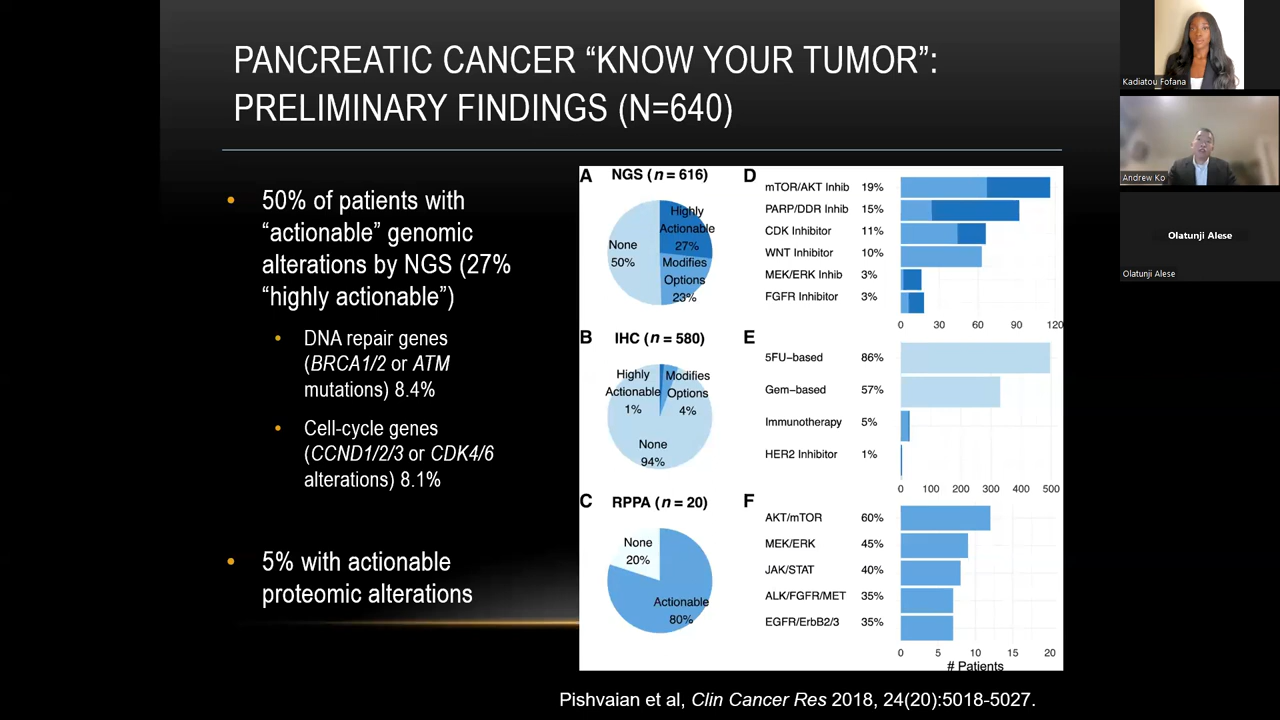 PANCREATIC CANCER “KNOW YOUR TUMOR”:
PRELIMINARY FINDINGS (N=640)
• 50% of patients with
“actionable” genomic
alterations by NGS (27%
“highly actionable”)
• DNA repair genes
(BRCA1/2 or ATM
mutations) 8.4%
• Cell-cycle genes
(CCND1/2/3 or CDK4/6
alterations) 8.1%
• 5% with actionable
proteomic alterations
A NGS (n = 616)
Highly
Actionable
27%
None
50%
Modifies
Options
23%
D
mTOR/AKT Inhib 19%
PARP/DDR Inhib 15%
CDK Inhibitor 11%
WNT Inhibitor 10%
MEK/ERK Inhib 3%
FGFR Inhibitor 3%
0 30 60 90 120
B IHC (n = 580)
Highly
Actionable
1%
Modifies
Options
4%
None
94%
E
5FU−based 86%
Gem−based 57%
Immunotherapy 5%
HER2 Inhibitor 1%
0 100 200 300 400 500
C RPPA (n = 20)
None
20%
Actionable
80%
F
AKT/mTOR 60%
MEK/ERK 45%
JAK/STAT 40%
ALK/FGFR/MET 35%
EGFR/ErbB2/3 35%
0 5 10 15 20
# Patients
Pishvaian et al, Clin Cancer Res 2018, 24(20):5018-5027.
Kadiatou Fofana
Andrew Ko
Olatunji Alese
Olatunji Alese